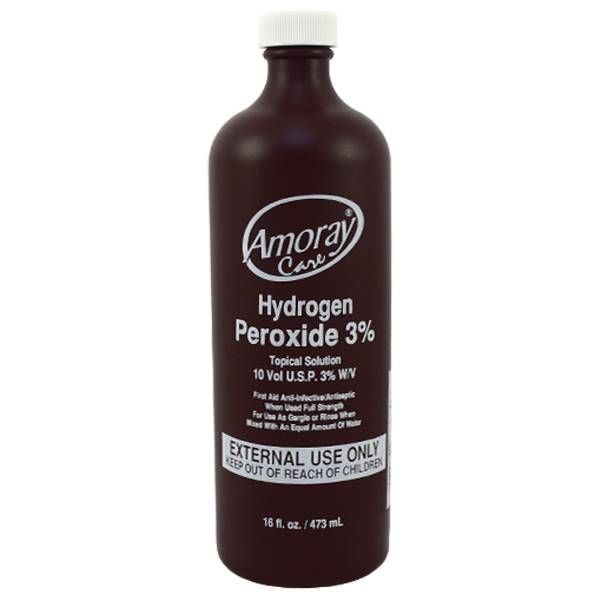 Amoray®
Care
Hydrogen
Peroxide 3%
Topical Solution
10 Vol U.S.P. 3% W/V
First Aid Anti-Infective/Antiseptic
When Used Full Strength
For Use As Gargle or Rinse When
Mixed With An Equal Amount Of Water
EXTERNAL USE ONLY
KEEP OUT OF REACH OF CHILDREN
16 fl. oz. / 473 mL